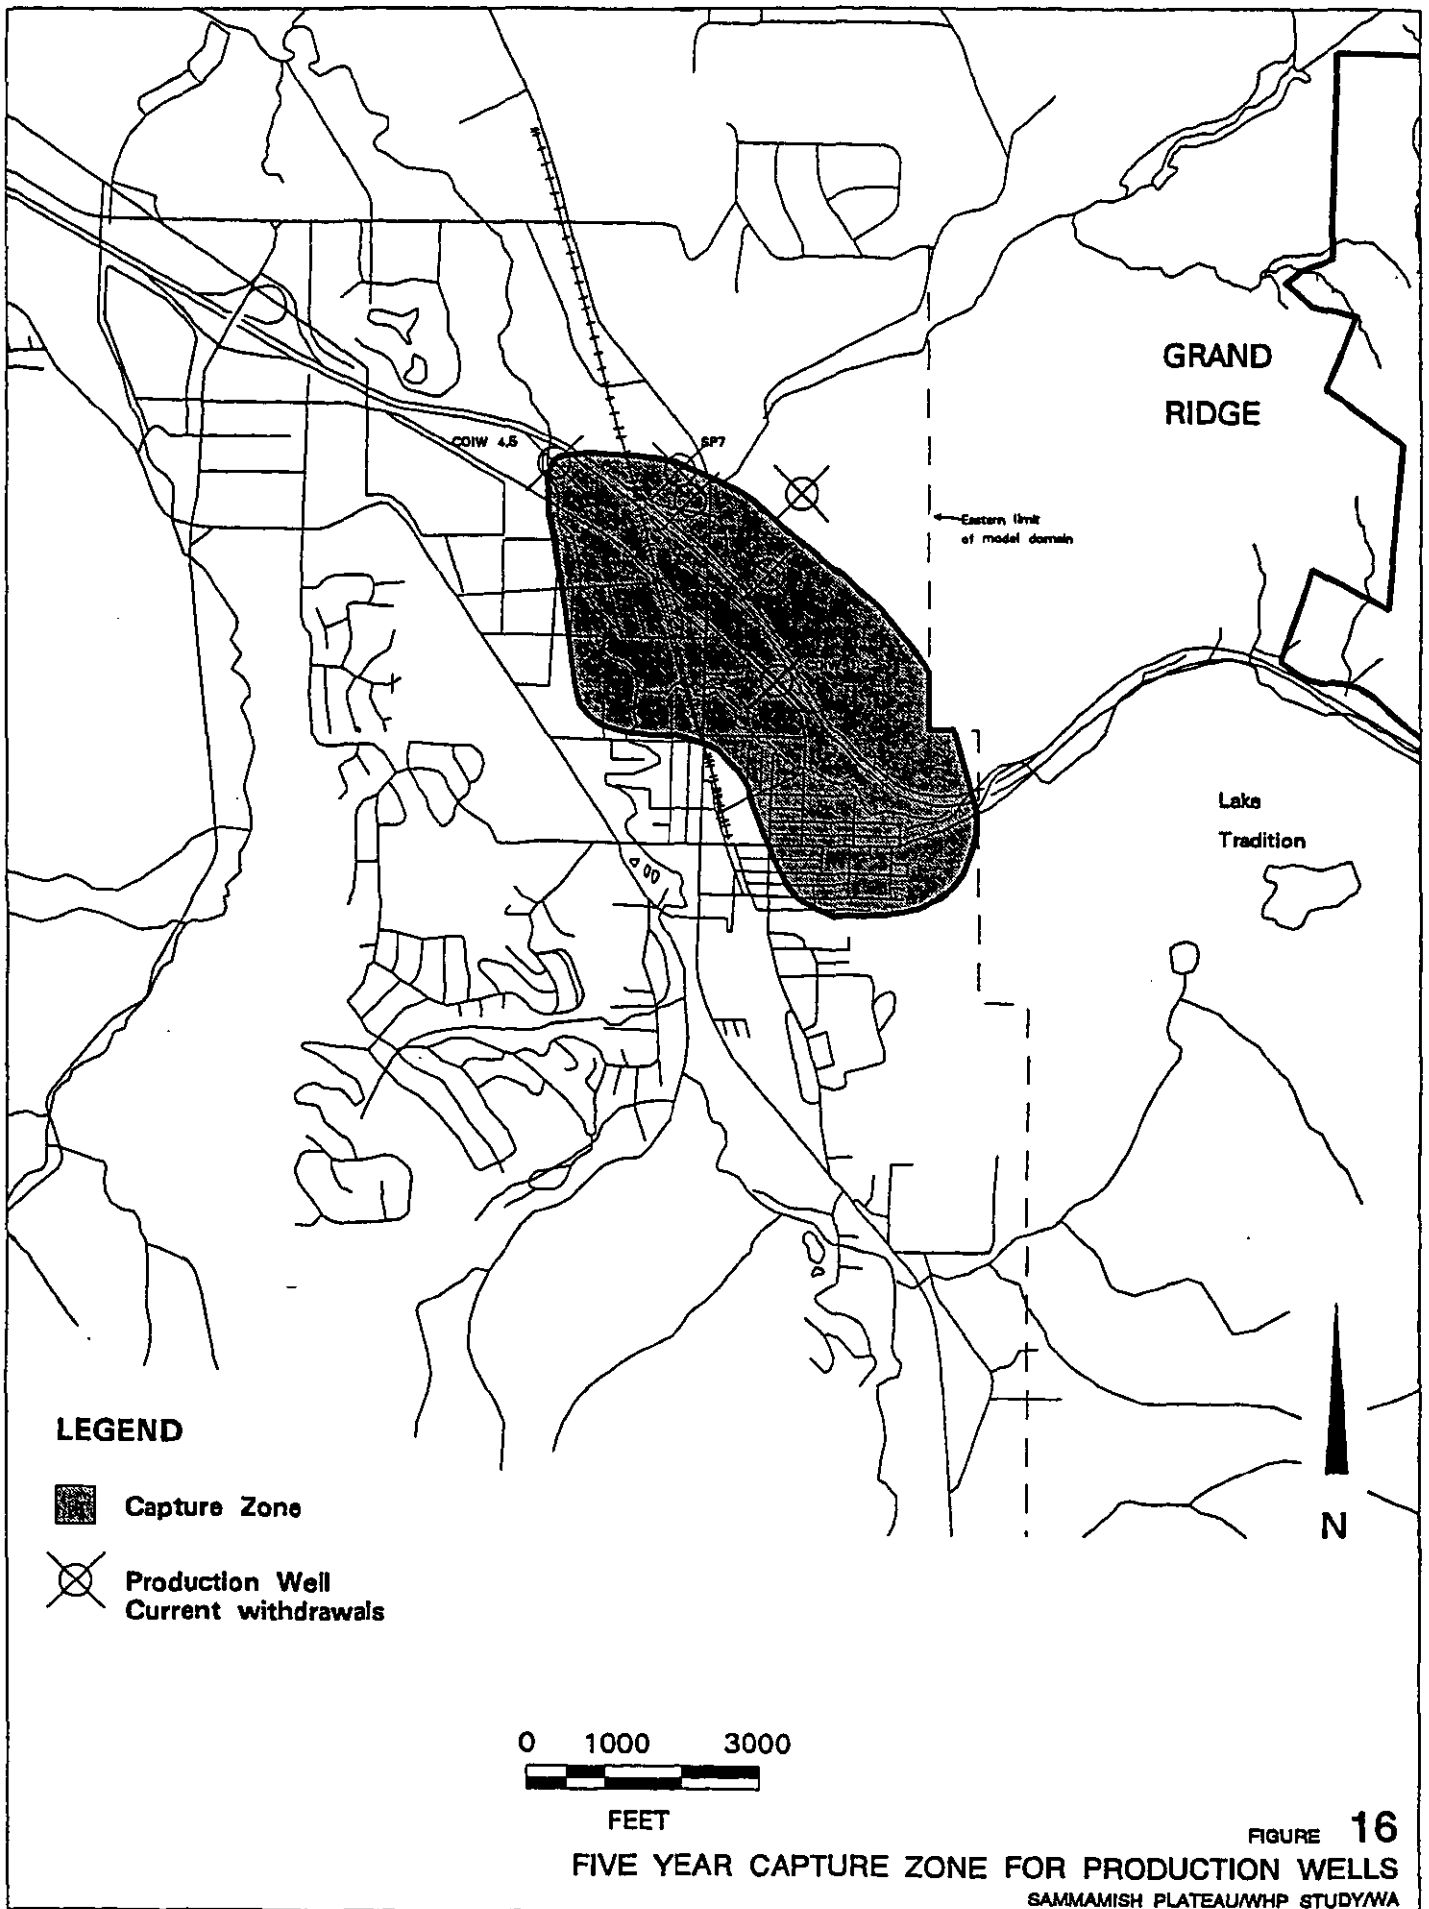 GRAND
RIDGE
COIW 4,5
SP7
Eastern limit
of model domain
Lake
Tradition
LEGEND
Capture Zone
Production Well
Current withdrawals
N
0 1000 3000
FEET
FIGURE 16
FIVE YEAR CAPTURE ZONE FOR PRODUCTION WELLS
SAMMAMISH PLATEAU/WHP STUDY/WA